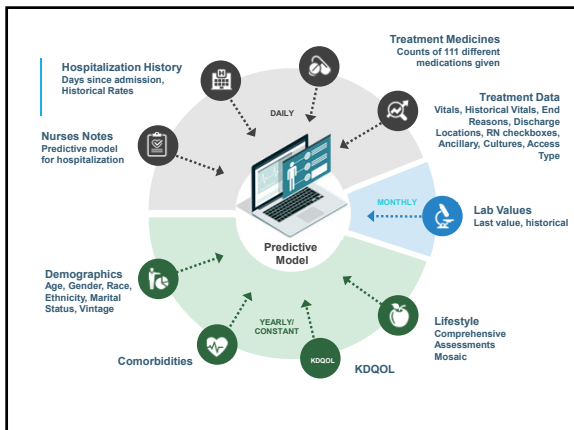 Treatment Medicines
Counts of 111 different
medications given
Hospitalization History
Days since admission,
Historical Rates
DAILY
Treatment Data
Vitals, Historical Vitals, End
Reasons, Discharge
Locations, RN checkboxes,
Ancillary, Cultures, Access
Type
Nurses Notes
Predictive model
for hospitalization
MONTHLY
Lab Values
Last value, historical
Predictive
Model
Demographics
Age, Gender, Race,
Ethnicity, Marital
Status, Vintage
YEARLY/
CONSTANT
Lifestyle
Comprehensive
Assessments
Mosaic
Comorbidities
KDQOL
KDQOL